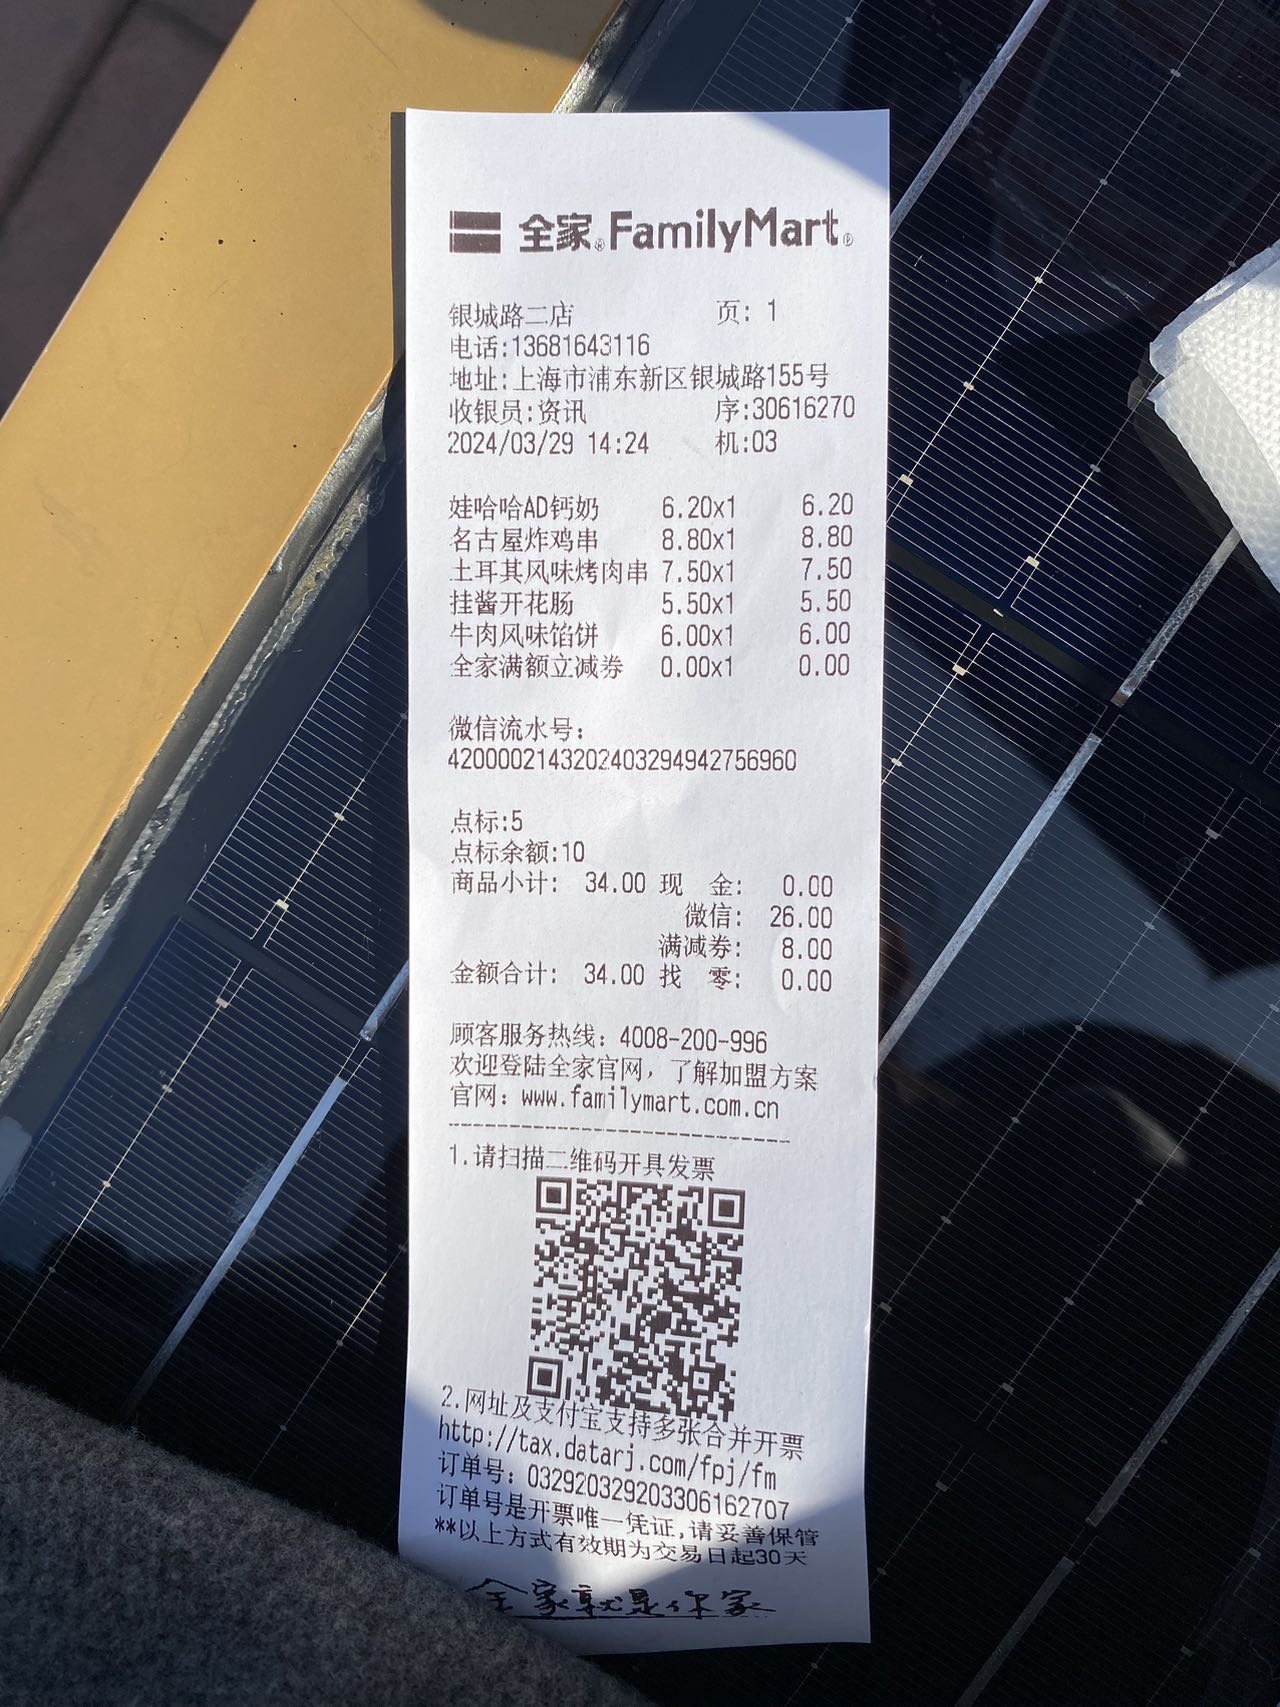 全家® FamilyMart®
银城路二店 页: 1
电话:13681643116
地址:上海市浦东新区银城路155号
收银员:资讯 序:30616270
2024/03/29 14:24 机:03
娃哈哈AD钙奶 6.20x1 6.20
名古屋炸鸡串 8.80x1 8.80
土耳其风味烤肉串 7.50x1 7.50
挂酱开花肠 5.50x1 5.50
牛肉风味馅饼 6.00x1 6.00
全家满额立减券 0.00x1 0.00
微信流水号:
4200002143202403294942756960
点标:5
点标余额:10
商品小计: 34.00 现 金: 0.00
微信: 26.00
满减券: 8.00
金额合计: 34.00 找 零: 0.00
顾客服务热线: 4008-200-996
欢迎登陆全家官网，了解加盟方案
官网: www.familymart.com.cn
1.请扫描二维码开具发票
2.网址及支付宝支持多张合并开票
http://tax.datarj.com/fpj/fm
订单号: 032920329203306162707
订单号是开票唯一凭证,请妥善保管
**以上方式有效期为交易日起30天
全家就是你家